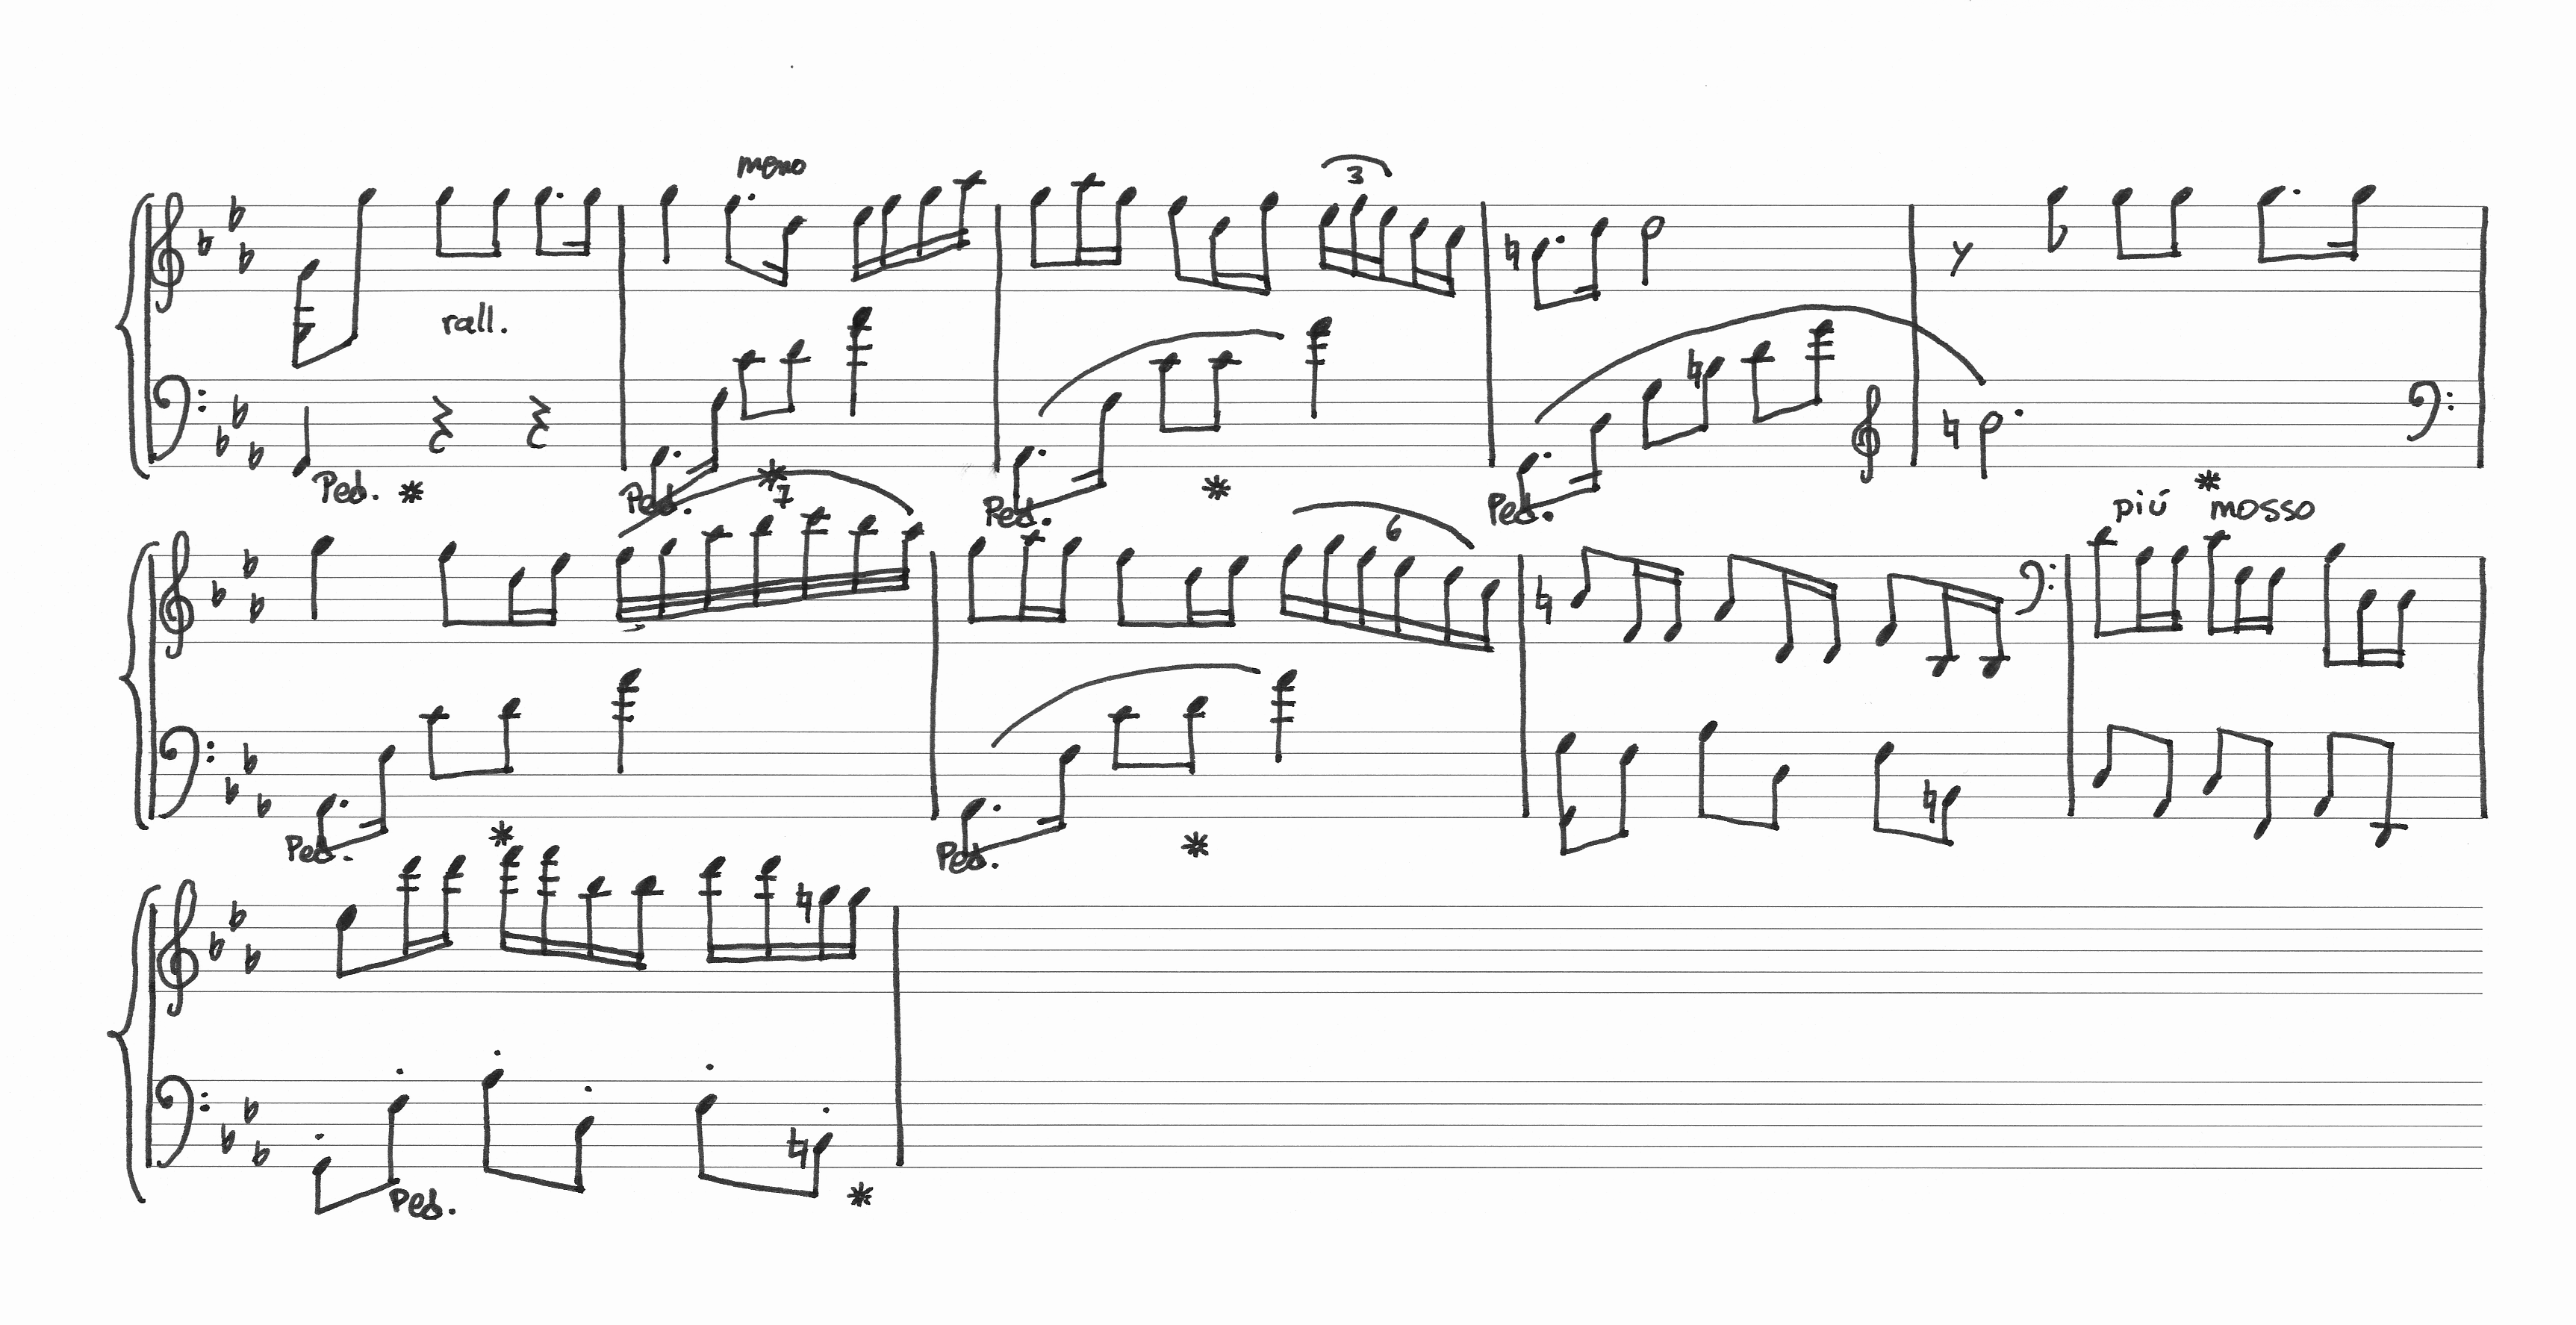 meno
3
rall.
Ped. * Ped. * Ped. * Ped. *
7 più mosso
6
Ped. * Ped. *
Ped. *